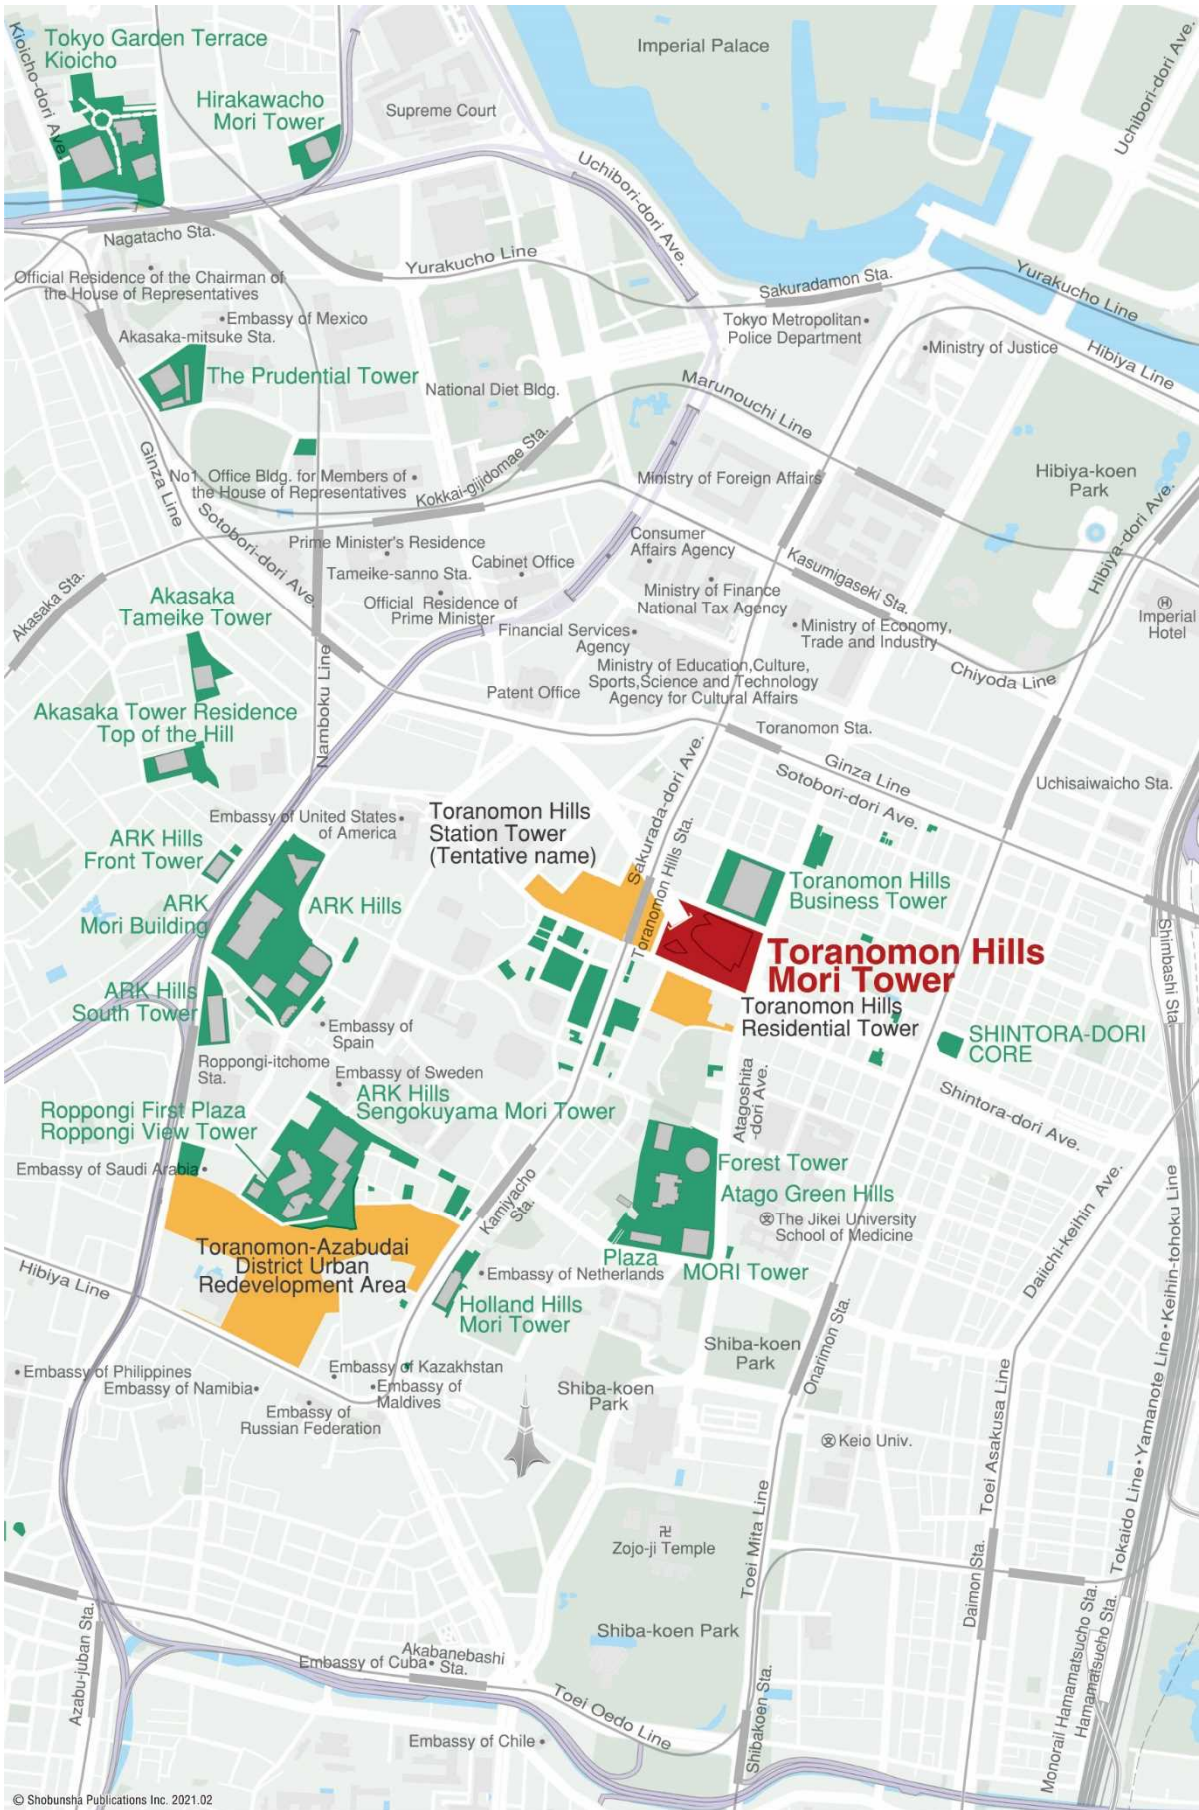 Kioicho-dori Ave.
Tokyo Garden Terrace
Kioicho
Hirakawacho
Mori Tower
Supreme Court
Imperial Palace
Uchibori-dori Ave.
Uchibori-dori Ave.
Nagatacho Sta.
Yurakucho Line
Sakuradamon Sta.
Yurakucho Line
Official Residence of the Chairman of
the House of Representatives
Embassy of Mexico
Akasaka-mitsuke Sta.
Tokyo Metropolitan
Police Department
Ministry of Justice
Hibiya Line
The Prudential Tower
National Diet Bldg.
Marunouchi Line
Ginza Line
No1. Office Bldg. for Members of
the House of Representatives
Kokkai-gijidomae Sta.
Ministry of Foreign Affairs
Hibiya-koen
Park
Hibiya-dori Ave.
Sotobori-dori Ave.
Prime Minister's Residence
Tameike-sanno Sta.
Cabinet Office
Consumer
Affairs Agency
Kasumigaseki Sta.
Akasaka Sta.
Akasaka
Tameike Tower
Official Residence of
Prime Minister
Ministry of Finance
National Tax Agency
Imperial
Hotel
Financial Services
Agency
Ministry of Economy,
Trade and Industry
Ministry of Education,Culture,
Sports,Science and Technology
Agency for Cultural Affairs
Chiyoda Line
Patent Office
Namboku Line
Akasaka Tower Residence
Top of the Hill
Toranomon Sta.
Ginza Line
Sotobori-dori Ave.
Uchisaiwaicho Sta.
Sakurada-dori Ave.
Toranomon Hills Sta.
Embassy of United States
of America
Toranomon Hills
Station Tower
(Tentative name)
ARK Hills
Front Tower
ARK
Mori Building
ARK Hills
Toranomon Hills
Business Tower
Toranomon Hills
Mori Tower
Toranomon Hills
Residential Tower
Shimbashi Sta.
ARK Hills
South Tower
Embassy of
Spain
SHINTORA-DORI
CORE
Roppongi-itchome
Sta.
Embassy of Sweden
ARK Hills
Sengokuyama Mori Tower
Atagoshita
-dori Ave.
Shintora-dori Ave.
Roppongi First Plaza
Roppongi View Tower
Embassy of Saudi Arabia
Kamiyacho
Sta.
Forest Tower
Atago Green Hills
The Jikei University
School of Medicine
Daiichi-keihin Ave.
Toranomon-Azabudai
District Urban
Redevelopment Area
Plaza
MORI Tower
Embassy of Netherlands
Hibiya Line
Holland Hills
Mori Tower
Onarimon Sta.
Shiba-koen
Park
Embassy of Philippines
Embassy of Namibia
Embassy of Kazakhstan
Embassy of
Maldives
Embassy of
Russian Federation
Shiba-koen
Park
Keio Univ.
Toei Asakusa Line
Tokaido Line・Yamanote Line・Keihin-tohoku Line
Toei Mita Line
卍
Zojo-ji Temple
Daimon Sta.
Shiba-koen Park
Azabu-juban Sta.
Akabanebashi
Sta.
Embassy of Cuba
Toei Oedo Line
Shibakoen Sta.
Monorail Hamamatsucho Sta.
Hamamatsucho Sta.
Embassy of Chile
© Shobunsha Publications Inc. 2021.02